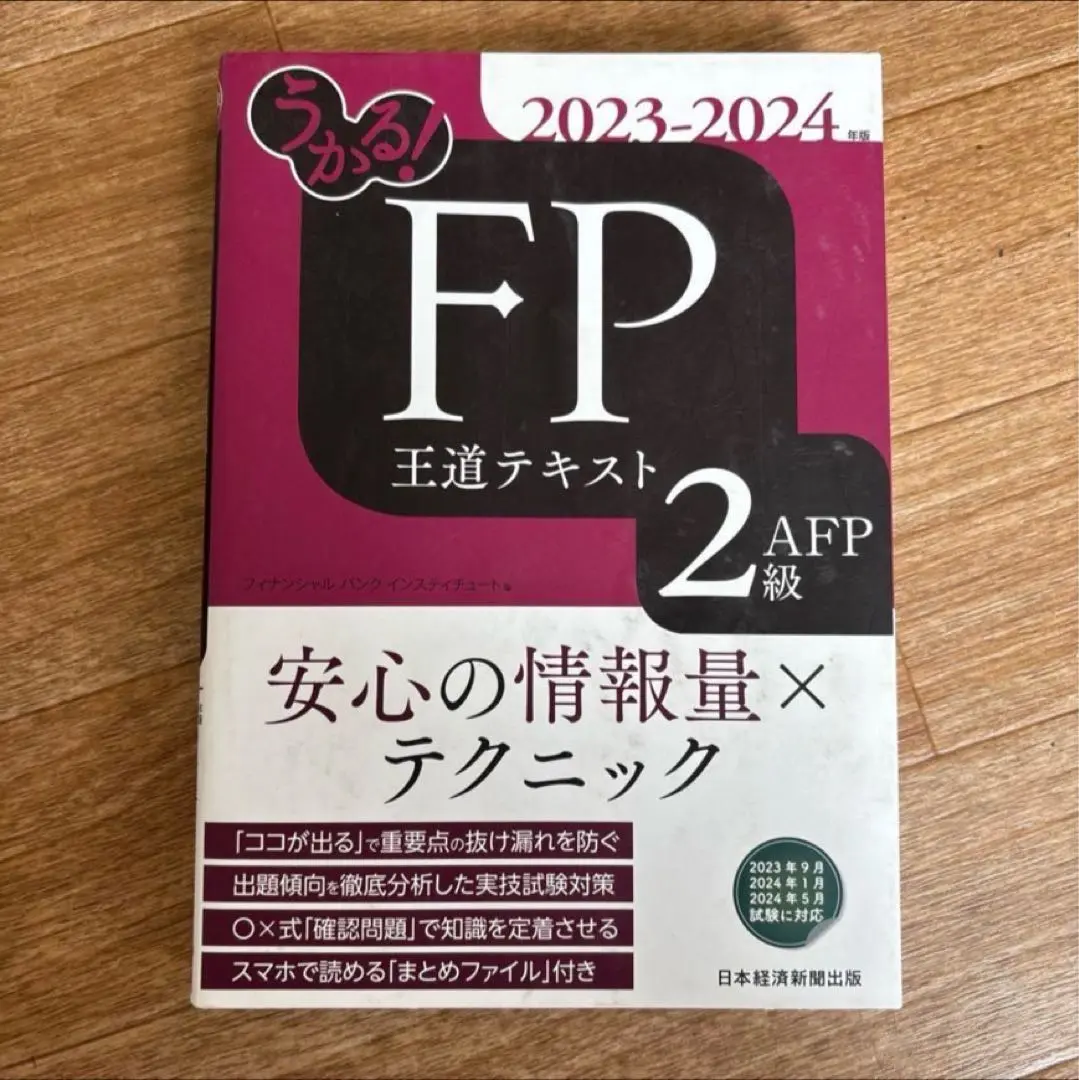 うかる!
2023-2024年版
FP
王道テキスト
2級
AFP
フィナンシャル バンク インスティチュート 編
安心の情報量×
テクニック
「ココが出る」で重要点の抜け漏れを防ぐ
出題傾向を徹底分析した実技試験対策
〇×式「確認問題」で知識を定着させる
スマホで読める「まとめファイル」付き
2023年9月
2024年1月
2024年5月
試験に対応
日本経済新聞出版